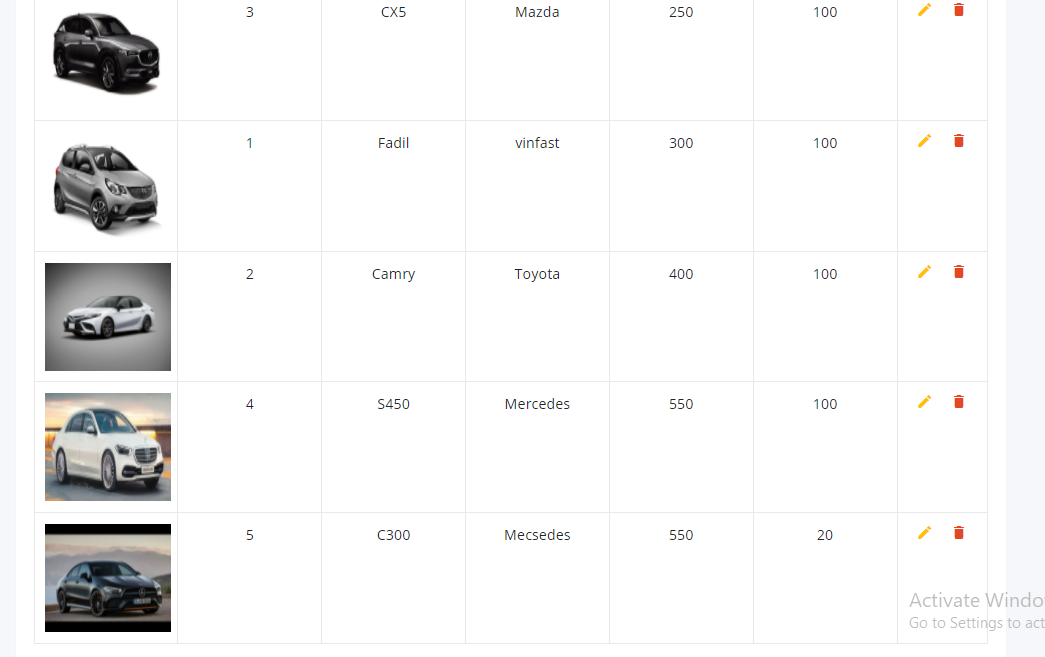 3 CX5 Mazda 250 100
1 Fadil vinfast 300 100
2 Camry Toyota 400 100
4 S450 Mercedes 550 100
5 C300 Mecsedes 550 20
Activate Windo
Go to Settings to act